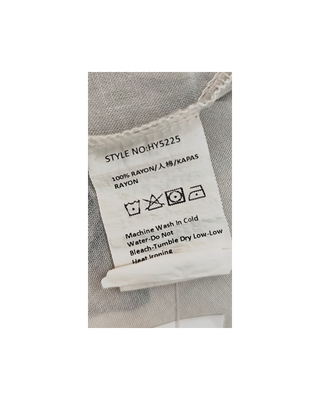 STYLE NO:HY5225
100% RAYON/人棉/KAPAS
RAYON
Machine Wash In Cold
Water-Do Not
Bleach-Tumble Dry Low-Low
Heat Ironing